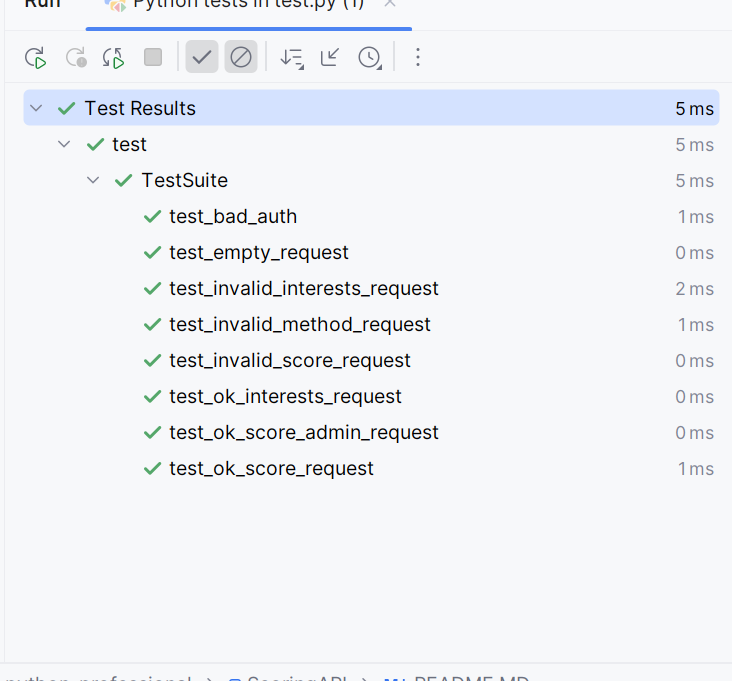 Run Python tests in test.py (1)
Test Results 5 ms
test 5 ms
TestSuite 5 ms
test_bad_auth 1 ms
test_empty_request 0 ms
test_invalid_interests_request 2 ms
test_invalid_method_request 1 ms
test_invalid_score_request 0 ms
test_ok_interests_request 0 ms
test_ok_score_admin_request 0 ms
test_ok_score_request 1 ms
python_professional > ScoringAPI > M↓ README.MD